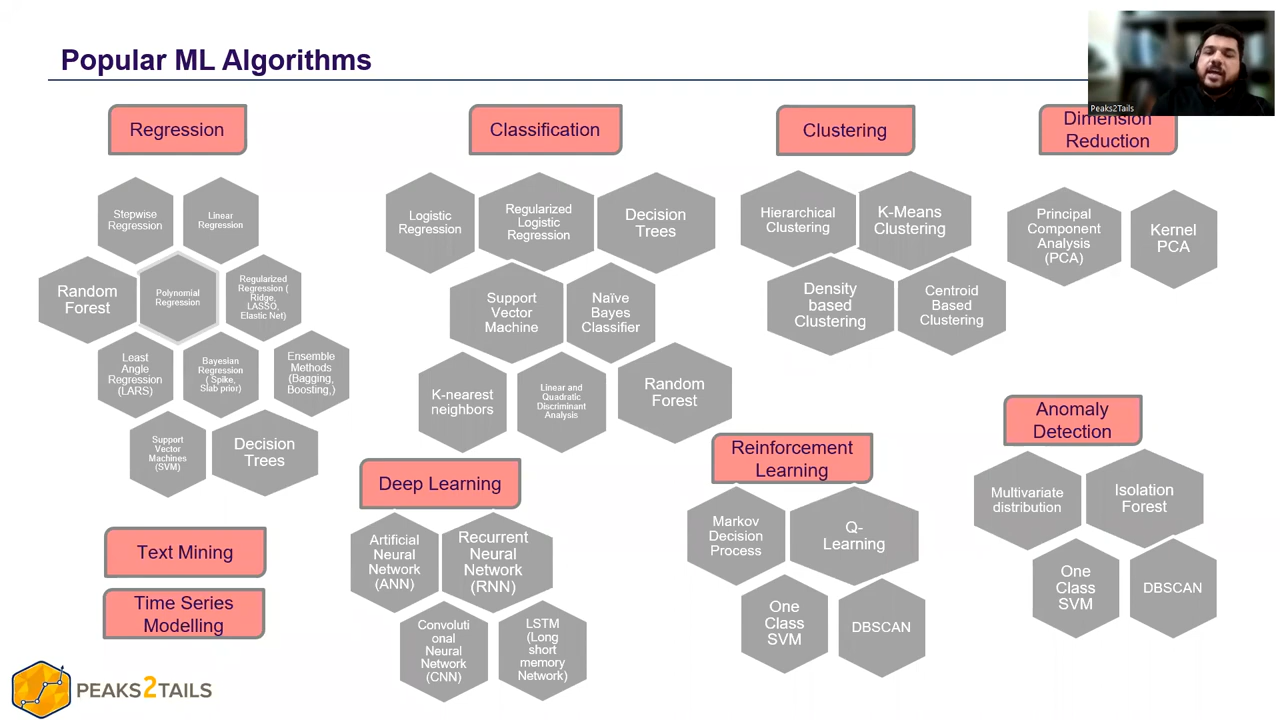 Popular ML Algorithms
Peaks2Tails
Regression
Stepwise
Regression
Linear
Regression
Random
Forest
Polynomial
Regression
Regularized
Regression (
Ridge,
LASSO,
Elastic Net)
Least
Angle
Regression
(LARS)
Bayesian
Regression
( Spike,
Slab prior)
Ensemble
Methods
(Bagging,
Boosting,)
Support
Vector
Machines
(SVM)
Decision
Trees
Classification
Logistic
Regression
Regularized
Logistic
Regression
Decision
Trees
Support
Vector
Machine
Naïve
Bayes
Classifier
K-nearest
neighbors
Linear and
Quadratic
Discriminant
Analysis
Random
Forest
Clustering
Hierarchical
Clustering
K-Means
Clustering
Density
based
Clustering
Centroid
Based
Clustering
Dimension
Reduction
Principal
Component
Analysis
(PCA)
Kernel
PCA
Text Mining
Time Series
Modelling
Deep Learning
Artificial
Neural
Network
(ANN)
Recurrent
Neural
Network
(RNN)
Convoluti
onal
Neural
Network
(CNN)
LSTM
(Long
short
memory
Network)
Reinforcement
Learning
Markov
Decision
Process
Q-
Learning
One
Class
SVM
DBSCAN
Anomaly
Detection
Multivariate
distribution
Isolation
Forest
One
Class
SVM
DBSCAN
PEAKS2TAILS